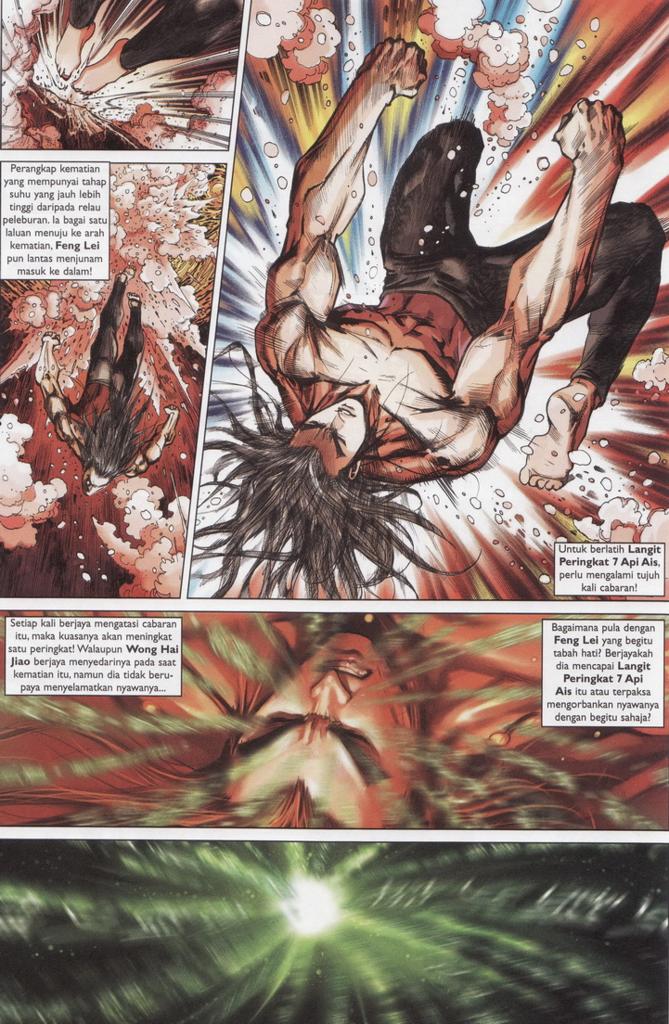 Perangkap kematian
yang mempunyai tahap
suhu yang jauh lebih
tinggi daripada relau
peleburan. Ia bagai satu
laluan menuju ke arah
kematian, Feng Lei
pun lantas menjunam
masuk ke dalam!
Untuk berlatih Langit
Peringkat 7 Api Ais,
perlu mengalami tujuh
kali cabaran!
Setiap kali berjaya mengatasi cabaran
itu, maka kuasanya akan meningkat
satu peringkat! Walaupun Wong Hai
Jiao berjaya menyedarinya pada saat
kematian itu, namun dia tidak beru-
paya menyelamatkan nyawanya...
Bagaimana pula dengan
Feng Lei yang begitu
tabah hati? Berjayakah
dia mencapai Langit
Peringkat 7 Api
Ais itu atau terpaksa
mengorbankan nyawanya
dengan begitu sahaja?